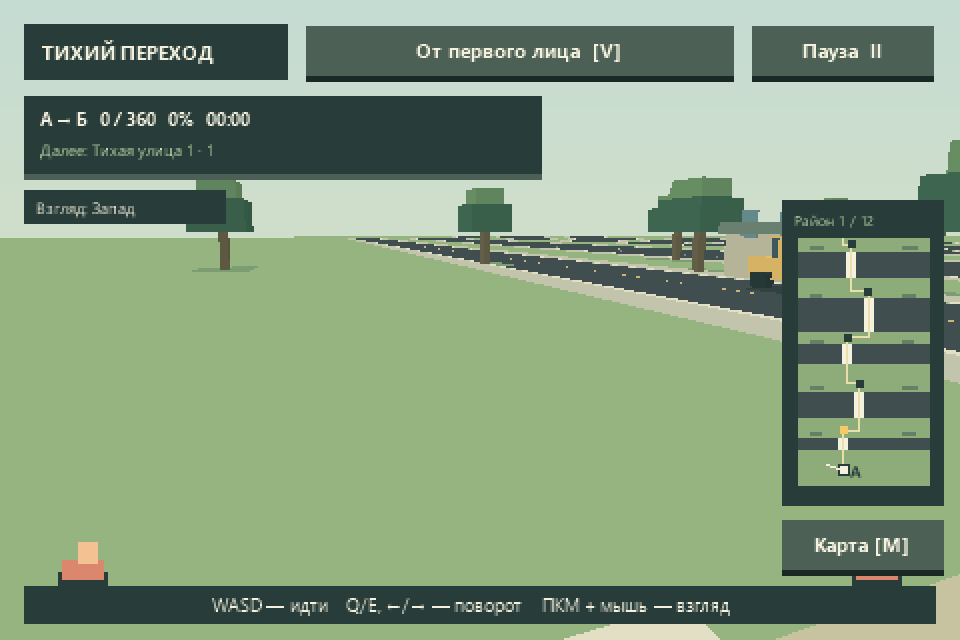 ТИХИЙ ПЕРЕХОД
От первого лица [V]
Пауза II
А → Б 0 / 360 0% 00:00
Далее: Тихая улица 1 · 1
Взгляд: Запад
Район 1 / 12
А
Карта [M]
WASD — идти Q/E, ←/→ — поворот ПКМ + мышь — взгляд